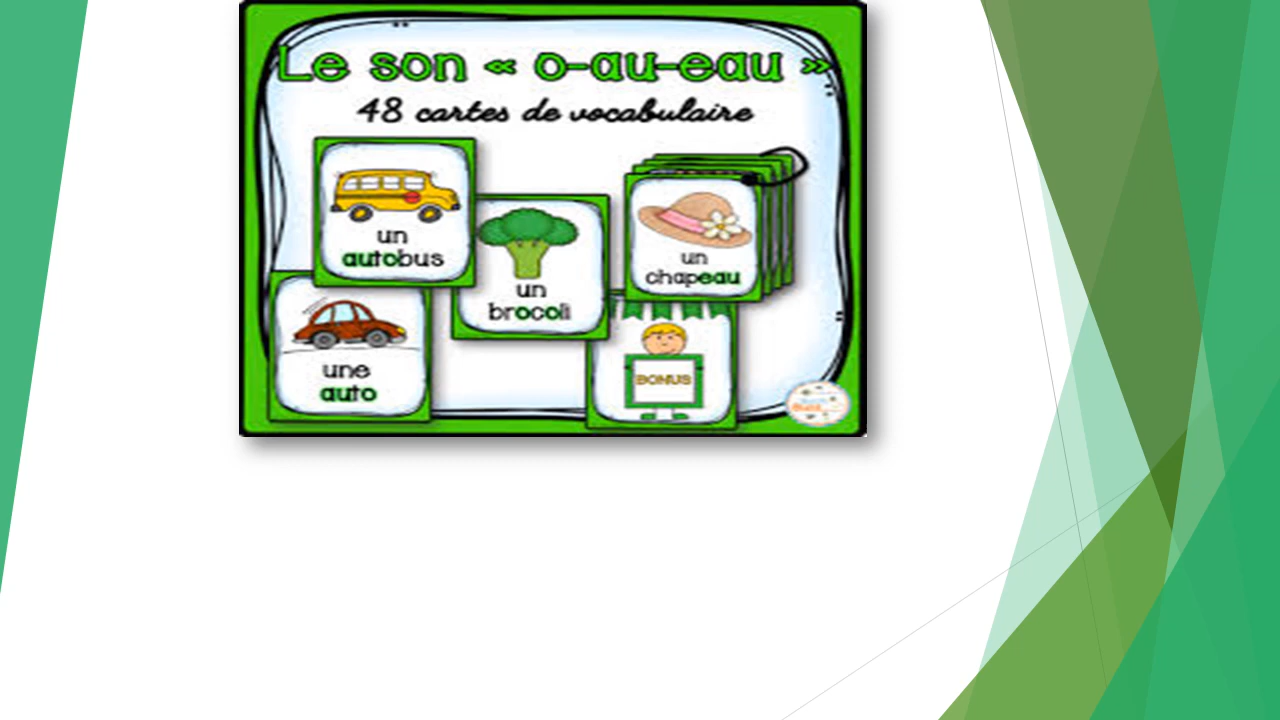 Le son « o-au-eau »
48 cartes de vocabulaire
un
autobus
un
brocoli
un
chapeau
une
auto
BONUS